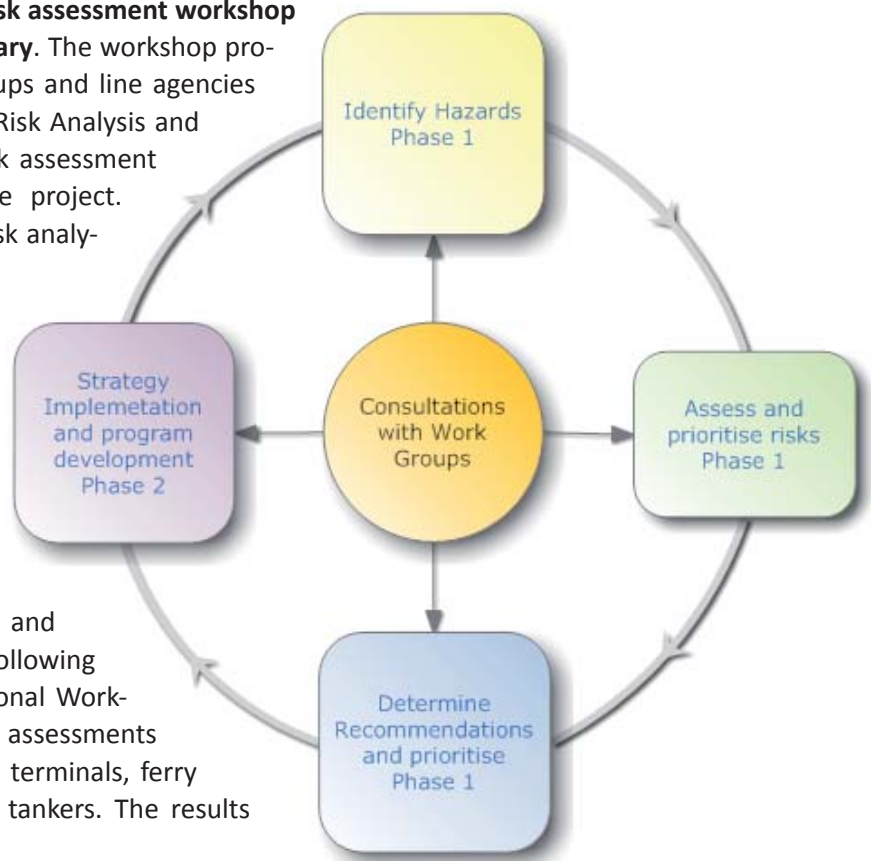 sk assessment workshop
ary. The workshop pro-
ups and line agencies
Risk Analysis and
k assessment
e project.
sk analy-
Identify Hazards
Phase 1
Strategy
Implemetation
and program
development
Phase 2
Consultations
with Work
Groups
Assess and
prioritise risks
Phase 1
Determine
Recommendations
and prioritise
Phase 1
and
ollowing
onal Work-
assessments
terminals, ferry
tankers. The results